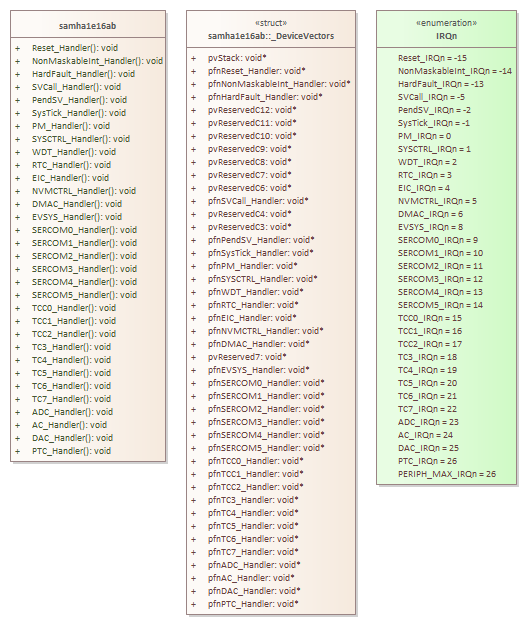 samha1e16ab
+ Reset_Handler(): void
+ NonMaskableInt_Handler(): void
+ HardFault_Handler(): void
+ SVCall_Handler(): void
+ PendSV_Handler(): void
+ SysTick_Handler(): void
+ PM_Handler(): void
+ SYSCTRL_Handler(): void
+ WDT_Handler(): void
+ RTC_Handler(): void
+ EIC_Handler(): void
+ NVMCTRL_Handler(): void
+ DMAC_Handler(): void
+ EVSYS_Handler(): void
+ SERCOM0_Handler(): void
+ SERCOM1_Handler(): void
+ SERCOM2_Handler(): void
+ SERCOM3_Handler(): void
+ SERCOM4_Handler(): void
+ SERCOM5_Handler(): void
+ TCC0_Handler(): void
+ TCC1_Handler(): void
+ TCC2_Handler(): void
+ TC3_Handler(): void
+ TC4_Handler(): void
+ TC5_Handler(): void
+ TC6_Handler(): void
+ TC7_Handler(): void
+ ADC_Handler(): void
+ AC_Handler(): void
+ DAC_Handler(): void
+ PTC_Handler(): void
«struct»
samha1e16ab::_DeviceVectors
+ pvStack: void*
+ pfnReset_Handler: void*
+ pfnNonMaskableInt_Handler: void*
+ pfnHardFault_Handler: void*
+ pvReservedC12: void*
+ pvReservedC11: void*
+ pvReservedC10: void*
+ pvReservedC9: void*
+ pvReservedC8: void*
+ pvReservedC7: void*
+ pvReservedC6: void*
+ pfnSVCall_Handler: void*
+ pvReservedC4: void*
+ pvReservedC3: void*
+ pfnPendSV_Handler: void*
+ pfnSysTick_Handler: void*
+ pfnPM_Handler: void*
+ pfnSYSCTRL_Handler: void*
+ pfnWDT_Handler: void*
+ pfnRTC_Handler: void*
+ pfnEIC_Handler: void*
+ pfnNVMCTRL_Handler: void*
+ pfnDMAC_Handler: void*
+ pvReserved7: void*
+ pfnEVSYS_Handler: void*
+ pfnSERCOM0_Handler: void*
+ pfnSERCOM1_Handler: void*
+ pfnSERCOM2_Handler: void*
+ pfnSERCOM3_Handler: void*
+ pfnSERCOM4_Handler: void*
+ pfnSERCOM5_Handler: void*
+ pfnTCC0_Handler: void*
+ pfnTCC1_Handler: void*
+ pfnTCC2_Handler: void*
+ pfnTC3_Handler: void*
+ pfnTC4_Handler: void*
+ pfnTC5_Handler: void*
+ pfnTC6_Handler: void*
+ pfnTC7_Handler: void*
+ pfnADC_Handler: void*
+ pfnAC_Handler: void*
+ pfnDAC_Handler: void*
+ pfnPTC_Handler: void*
«enumeration»
IRQn
Reset_IRQn = -15
NonMaskableInt_IRQn = -14
HardFault_IRQn = -13
SVCall_IRQn = -5
PendSV_IRQn = -2
SysTick_IRQn = -1
PM_IRQn = 0
SYSCTRL_IRQn = 1
WDT_IRQn = 2
RTC_IRQn = 3
EIC_IRQn = 4
NVMCTRL_IRQn = 5
DMAC_IRQn = 6
EVSYS_IRQn = 8
SERCOM0_IRQn = 9
SERCOM1_IRQn = 10
SERCOM2_IRQn = 11
SERCOM3_IRQn = 12
SERCOM4_IRQn = 13
SERCOM5_IRQn = 14
TCC0_IRQn = 15
TCC1_IRQn = 16
TCC2_IRQn = 17
TC3_IRQn = 18
TC4_IRQn = 19
TC5_IRQn = 20
TC6_IRQn = 21
TC7_IRQn = 22
ADC_IRQn = 23
AC_IRQn = 24
DAC_IRQn = 25
PTC_IRQn = 26
PERIPH_MAX_IRQn = 26